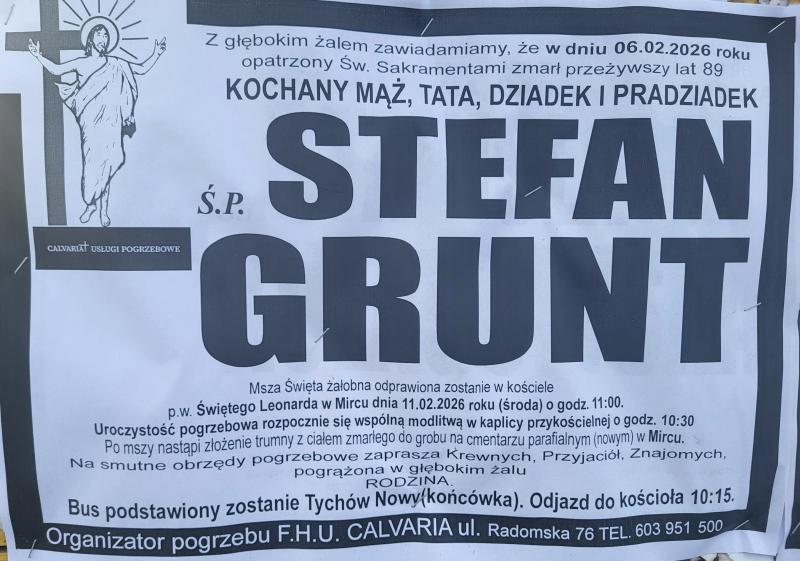 Z głębokim żalem zawiadamiamy, że w dniu 06.02.2026 roku
opatrzony Św. Sakramentami zmarł przeżywszy lat 89
KOCHANY MĄŻ, TATA, DZIADEK I PRADZIADEK
Ś.P. STEFAN
GRUNT
CALVARIA USŁUGI POGRZEBOWE
Msza Święta żałobna odprawiona zostanie w kościele
p.w. Świętego Leonarda w Mircu dnia 11.02.2026 roku (środa) o godz. 11:00.
Uroczystość pogrzebowa rozpocznie się wspólną modlitwą w kaplicy przykościelnej o godz. 10:30
Po mszy nastąpi złożenie trumny z ciałem zmarłego do grobu na cmentarzu parafialnym (nowym) w Mircu.
Na smutne obrzędy pogrzebowe zaprasza Krewnych, Przyjaciół, Znajomych,
pogrążona w głębokim żalu
RODZINA.
Bus podstawiony zostanie Tychów Nowy(końcówka). Odjazd do kościoła 10:15.
Organizator pogrzebu F.H.U. CALVARIA ul. Radomska 76 TEL. 603 951 500